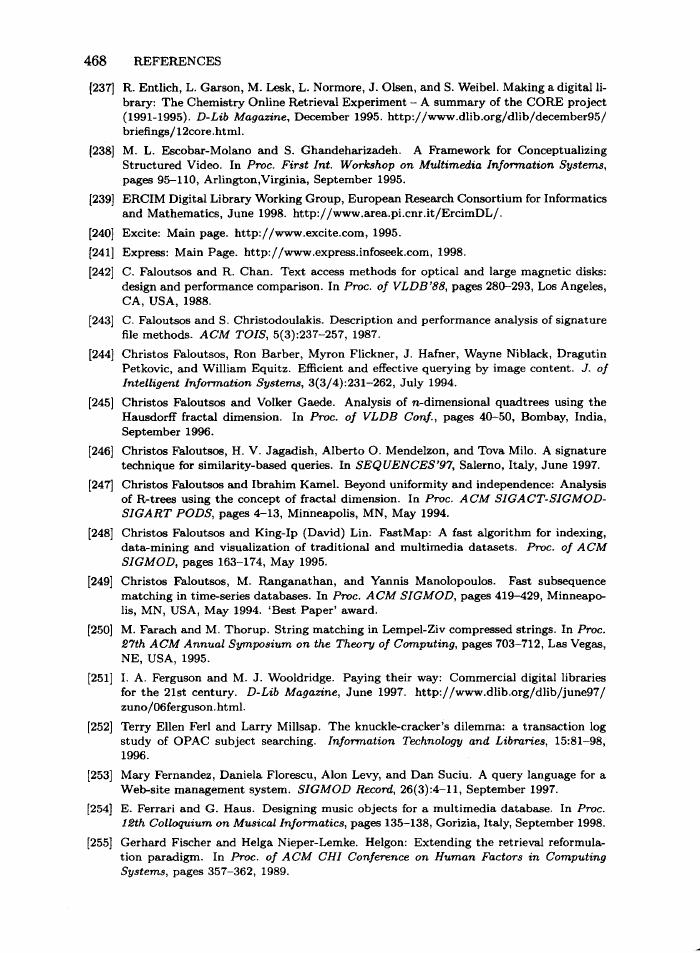 468 REFERENCES
[237] R. Entlich, L. Garson, M. Lesk, L. Normore, J. Olsen, and S. Weibel. Making a digital li-
brary: The Chemistry Online Retrieval Experiment – A summary of the CORE project
(1991-1995). D-Lib Magazine, December 1995. http://www.dlib.org/dlib/december95/
briefings/12core.html.
[238] M. L. Escobar-Molano and S. Ghandeharizadeh. A Framework for Conceptualizing
Structured Video. In Proc. First Int. Workshop on Multimedia Information Systems,
pages 95–110, Arlington,Virginia, September 1995.
[239] ERCIM Digital Library Working Group, European Research Consortium for Informatics
and Mathematics, June 1998. http://www.area.pi.cnr.it/ErcimDL/.
[240] Excite: Main page. http://www.excite.com, 1995.
[241] Express: Main Page. http://www.express.infoseek.com, 1998.
[242] C. Faloutsos and R. Chan. Text access methods for optical and large magnetic disks:
design and performance comparison. In Proc. of VLDB'88, pages 280–293, Los Angeles,
CA, USA, 1988.
[243] C. Faloutsos and S. Christodoulakis. Description and performance analysis of signature
file methods. ACM TOIS, 5(3):237–257, 1987.
[244] Christos Faloutsos, Ron Barber, Myron Flickner, J. Hafner, Wayne Niblack, Dragutin
Petkovic, and William Equitz. Efficient and effective querying by image content. J. of
Intelligent Information Systems, 3(3/4):231–262, July 1994.
[245] Christos Faloutsos and Volker Gaede. Analysis of n-dimensional quadtrees using the
Hausdorff fractal dimension. In Proc. of VLDB Conf., pages 40–50, Bombay, India,
September 1996.
[246] Christos Faloutsos, H. V. Jagadish, Alberto O. Mendelzon, and Tova Milo. A signature
technique for similarity-based queries. In SEQUENCES'97, Salerno, Italy, June 1997.
[247] Christos Faloutsos and Ibrahim Kamel. Beyond uniformity and independence: Analysis
of R-trees using the concept of fractal dimension. In Proc. ACM SIGACT-SIGMOD-
SIGART PODS, pages 4–13, Minneapolis, MN, May 1994.
[248] Christos Faloutsos and King-Ip (David) Lin. FastMap: A fast algorithm for indexing,
data-mining and visualization of traditional and multimedia datasets. Proc. of ACM
SIGMOD, pages 163–174, May 1995.
[249] Christos Faloutsos, M. Ranganathan, and Yannis Manolopoulos. Fast subsequence
matching in time-series databases. In Proc. ACM SIGMOD, pages 419–429, Minneapo-
lis, MN, USA, May 1994. 'Best Paper' award.
[250] M. Farach and M. Thorup. String matching in Lempel-Ziv compressed strings. In Proc.
27th ACM Annual Symposium on the Theory of Computing, pages 703–712, Las Vegas,
NE, USA, 1995.
[251] I. A. Ferguson and M. J. Wooldridge. Paying their way: Commercial digital libraries
for the 21st century. D-Lib Magazine, June 1997. http://www.dlib.org/dlib/june97/
zuno/06ferguson.html.
[252] Terry Ellen Ferl and Larry Millsap. The knuckle-cracker's dilemma: a transaction log
study of OPAC subject searching. Information Technology and Libraries, 15:81–98,
1996.
[253] Mary Fernandez, Daniela Florescu, Alon Levy, and Dan Suciu. A query language for a
Web-site management system. SIGMOD Record, 26(3):4–11, September 1997.
[254] E. Ferrari and G. Haus. Designing music objects for a multimedia database. In Proc.
12th Colloquium on Musical Informatics, pages 135–138, Gorizia, Italy, September 1998.
[255] Gerhard Fischer and Helga Nieper-Lemke. Helgon: Extending the retrieval reformula-
tion paradigm. In Proc. of ACM CHI Conference on Human Factors in Computing
Systems, pages 357–362, 1989.